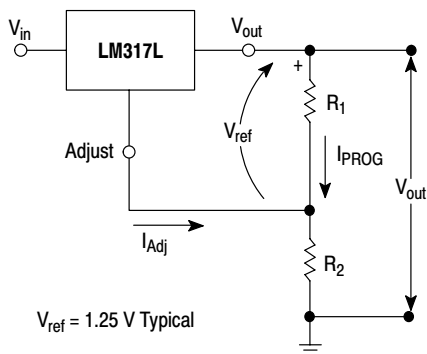 V_in
LM317L
V_out
+
R_1
V_ref
I_PROG
Adjust
V_out
I_Adj
R_2
V_ref = 1.25 V Typical